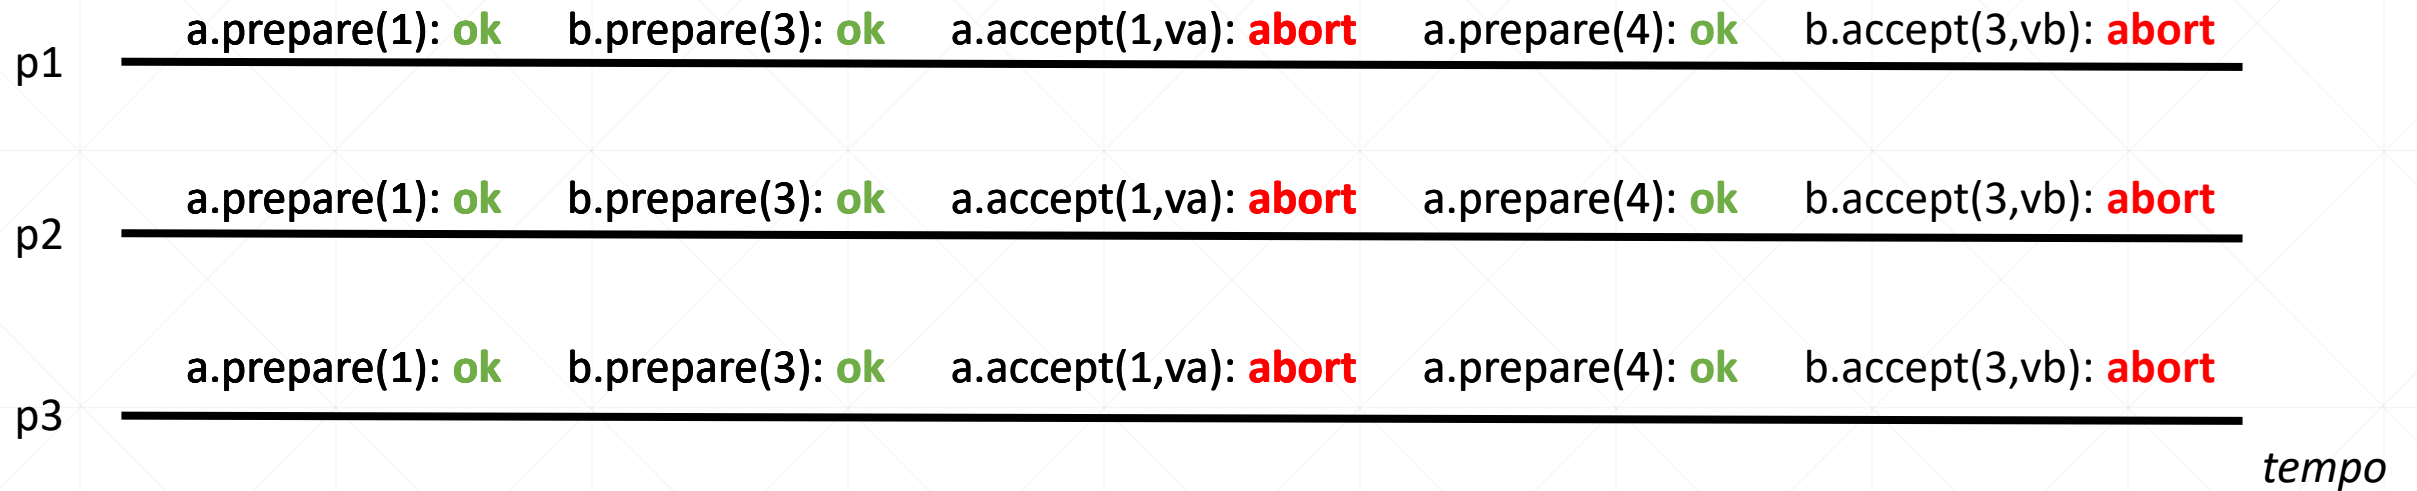 a.prepare(1): ok b.prepare(3): ok a.accept(1,va): abort a.prepare(4): ok b.accept(3,vb): abort
p1
a.prepare(1): ok b.prepare(3): ok a.accept(1,va): abort a.prepare(4): ok b.accept(3,vb): abort
p2
a.prepare(1): ok b.prepare(3): ok a.accept(1,va): abort a.prepare(4): ok b.accept(3,vb): abort
p3
tempo